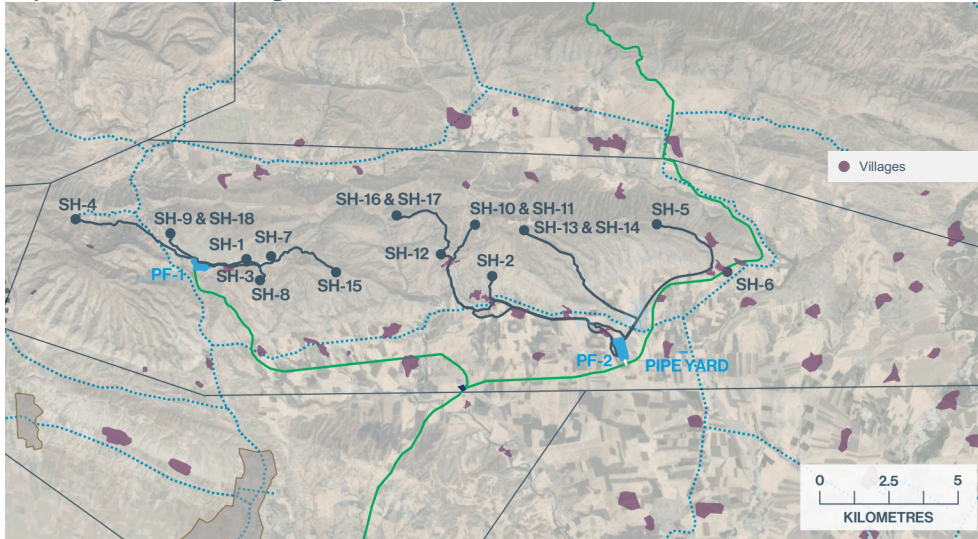 Villages
SH-4
SH-9 & SH-18
SH-1
SH-7
SH-16 & SH-17
SH-10 & SH-11
SH-13 & SH-14
SH-5
SH-12
SH-2
PF-1
SH-3
SH-8
SH-15
SH-6
PF-2
PIPE YARD
0 2.5 5
KILOMETRES